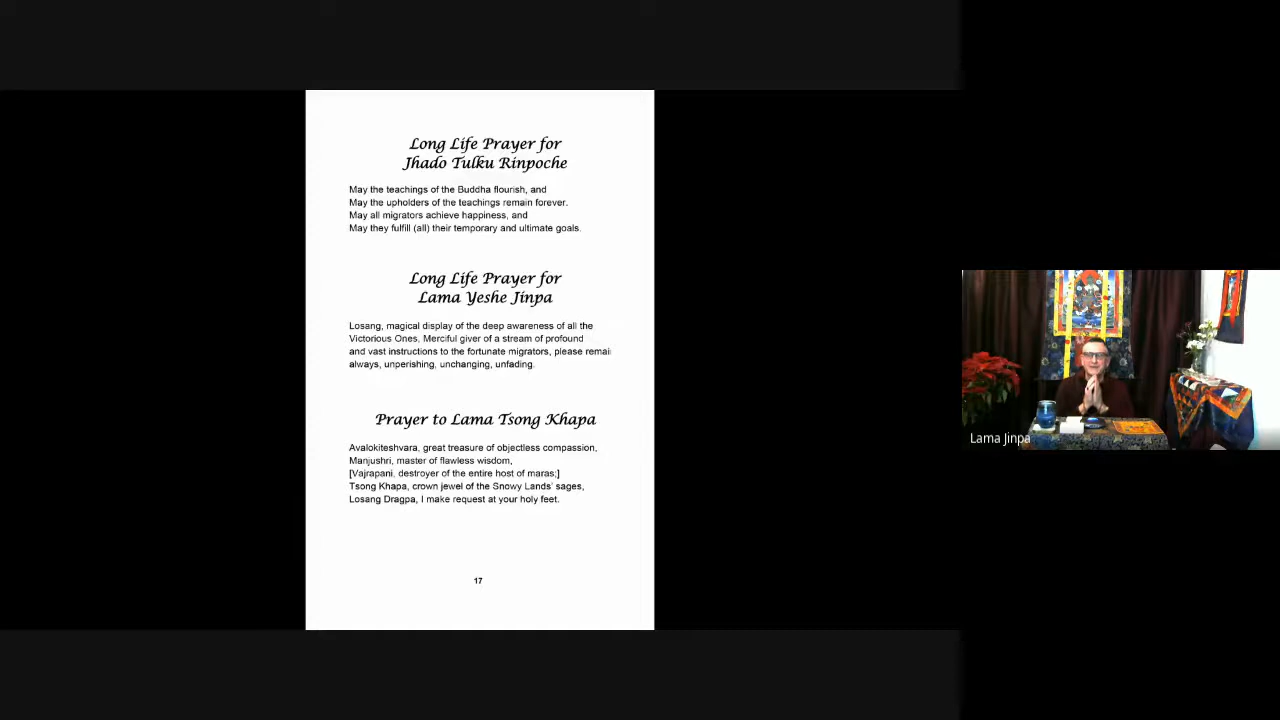 Long Life Prayer for
Jhado Tulku Rinpoche
May the teachings of the Buddha flourish, and
May the upholders of the teachings remain forever.
May all migrators achieve happiness, and
May they fulfill (all) their temporary and ultimate goals.
Long Life Prayer for
Lama Yeshe Jinpa
Losang, magical display of the deep awareness of all the
Victorious Ones, Merciful giver of a stream of profound
and vast instructions to the fortunate migrators, please remai
always, unperishing, unchanging, unfading.
Prayer to Lama Tsong Khapa
Avalokiteshvara, great treasure of objectless compassion,
Manjushri, master of flawless wisdom,
[Vajrapani, destroyer of the entire host of maras;]
Tsong Khapa, crown jewel of the Snowy Lands' sages,
Losang Dragpa, I make request at your holy feet.
17
Lama Jinpa